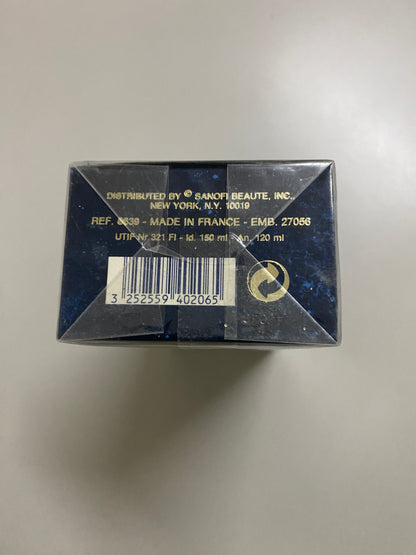 DISTRIBUTED BY © SANOFI BEAUTE, INC.,
NEW YORK, N.Y. 10019
REF. 8639 - MADE IN FRANCE - EMB. 27056
UTIF Nr 321 FI - Id. 150 ml - An. 120 ml
3 252559 402065